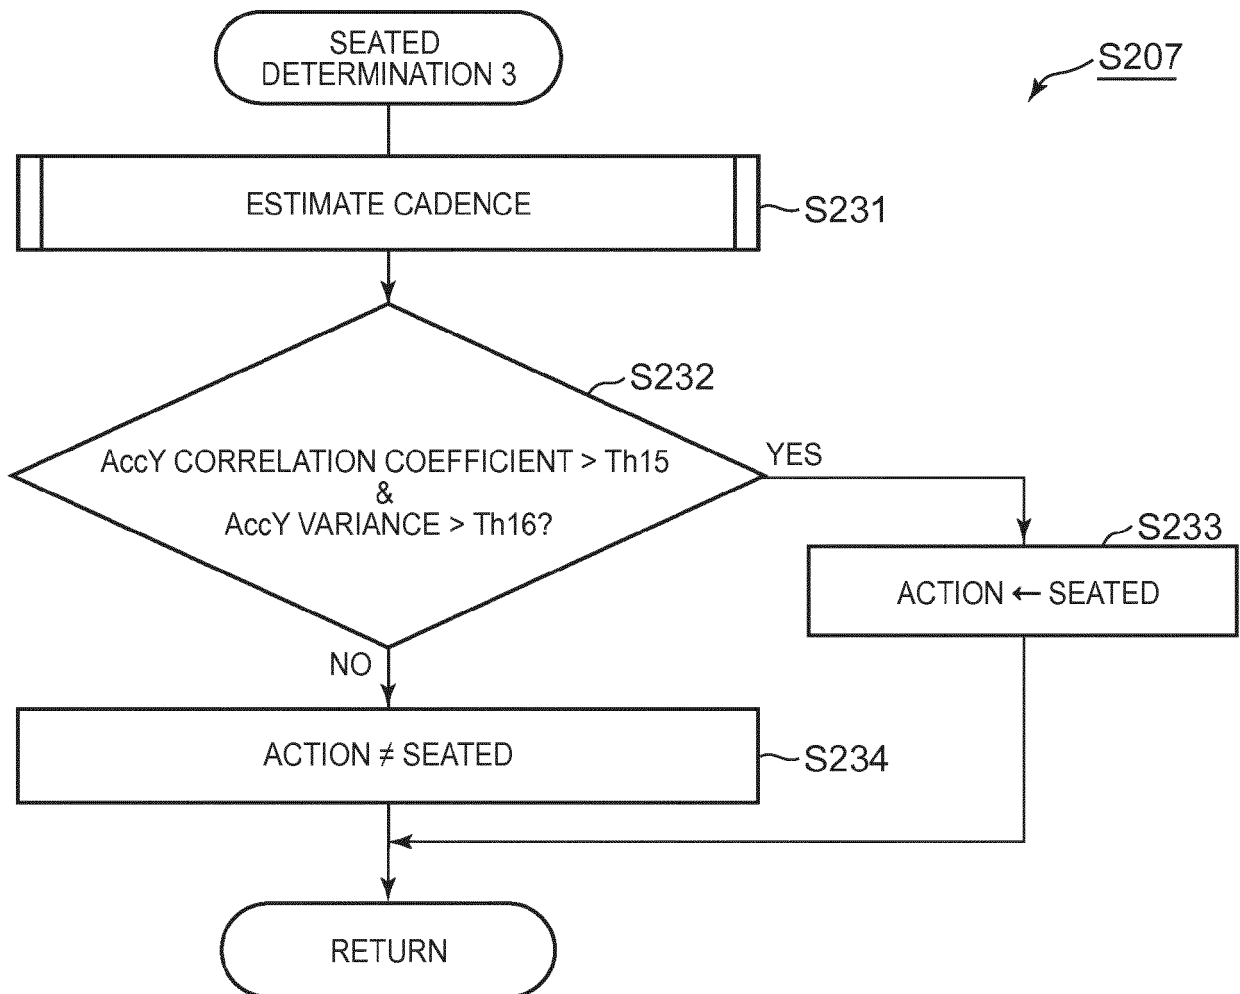 SEATED
DETERMINATION 3
S207
ESTIMATE CADENCE
S231
S232
AccY CORRELATION COEFFICIENT > Th15
&
AccY VARIANCE > Th16?
YES
S233
ACTION ← SEATED
NO
ACTION ≠ SEATED
S234
RETURN